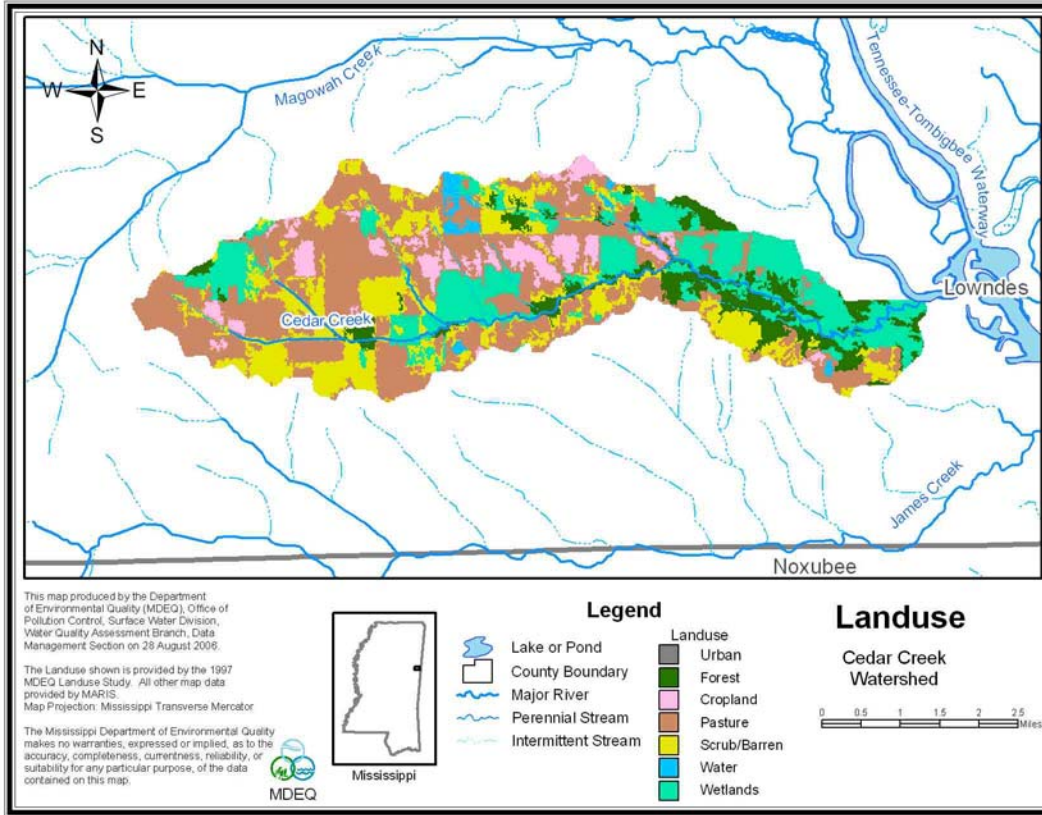 N
W E
S
Magowah Creek
Tennessee-Tombigbee Waterway
Lowndes
Cedar Creek
James Creek
Noxubee
This map produced by the Department
of Environmental Quality (MDEQ), Office of
Pollution Control, Surface Water Division,
Water Quality Assessment Branch, Data
Management Section on 28 August 2006.
The Landuse shown is provided by the 1997
MDEQ Landuse Study. All other map data
provided by MARIS.
Map Projection: Mississippi Transverse Mercator
The Mississippi Department of Environmental Quality
makes no warranties, expressed or implied, as to the
accuracy, completeness, currentness, reliability, or
suitability for any particular purpose, of the data
contained on this map.
MDEQ
Mississippi
Legend
Lake or Pond
County Boundary
Major River
Perennial Stream
Intermittent Stream
Landuse
Urban
Forest
Cropland
Pasture
Scrub/Barren
Water
Wetlands
Landuse
Cedar Creek
Watershed
0 0.5 1 1.5 2 2.5
Miles